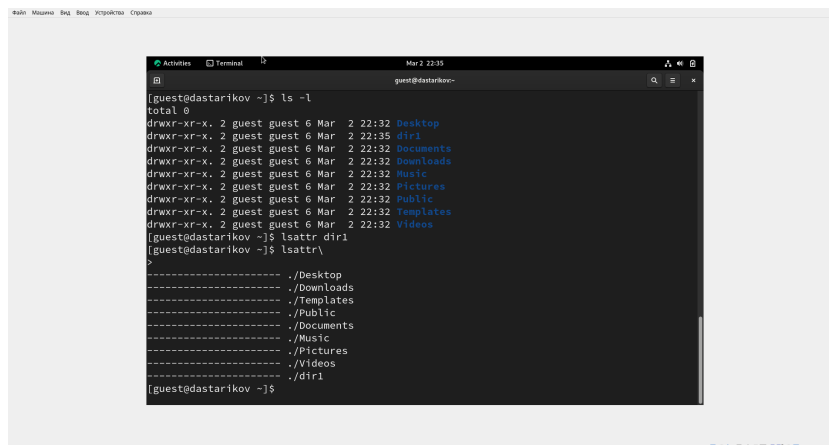 Файл Машина Вид Ввод Устройства Справка
Activities Terminal Mar 2 22:35
guest@dastarikov:~
[guest@dastarikov ~]$ ls -l
total 0
drwxr-xr-x. 2 guest guest 6 Mar  2 22:32 Desktop
drwxr-xr-x. 2 guest guest 6 Mar  2 22:35 dir1
drwxr-xr-x. 2 guest guest 6 Mar  2 22:32 Documents
drwxr-xr-x. 2 guest guest 6 Mar  2 22:32 Downloads
drwxr-xr-x. 2 guest guest 6 Mar  2 22:32 Music
drwxr-xr-x. 2 guest guest 6 Mar  2 22:32 Pictures
drwxr-xr-x. 2 guest guest 6 Mar  2 22:32 Public
drwxr-xr-x. 2 guest guest 6 Mar  2 22:32 Templates
drwxr-xr-x. 2 guest guest 6 Mar  2 22:32 Videos
[guest@dastarikov ~]$ lsattr dir1
[guest@dastarikov ~]$ lsattr\
>
---------------------- ./Desktop
---------------------- ./Downloads
---------------------- ./Templates
---------------------- ./Public
---------------------- ./Documents
---------------------- ./Music
---------------------- ./Pictures
---------------------- ./Videos
---------------------- ./dir1
[guest@dastarikov ~]$